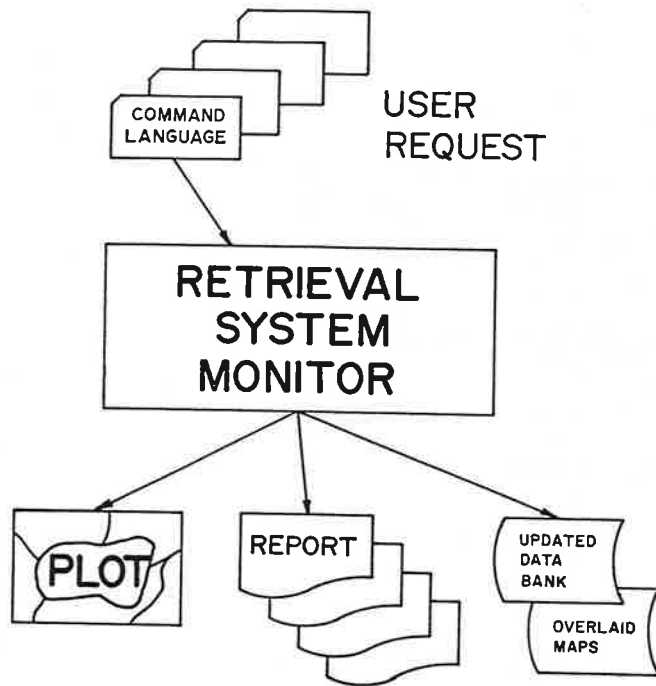 COMMAND
LANGUAGE
USER
REQUEST
RETRIEVAL
SYSTEM
MONITOR
PLOT
REPORT
UPDATED
DATA
BANK
OVERLAID
MAPS